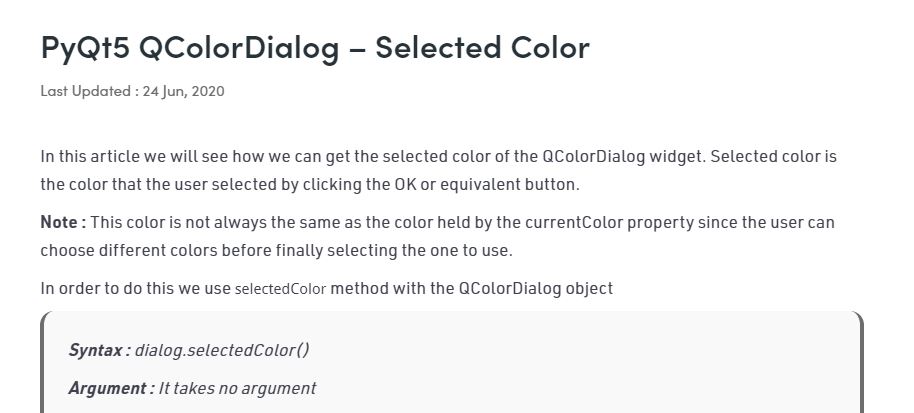 PyQt5 QColorDialog – Selected Color
Last Updated : 24 Jun, 2020
In this article we will see how we can get the selected color of the QColorDialog widget. Selected color is
the color that the user selected by clicking the OK or equivalent button.
Note : This color is not always the same as the color held by the currentColor property since the user can
choose different colors before finally selecting the one to use.
In order to do this we use selectedColor method with the QColorDialog object
Syntax : dialog.selectedColor()
Argument : It takes no argument